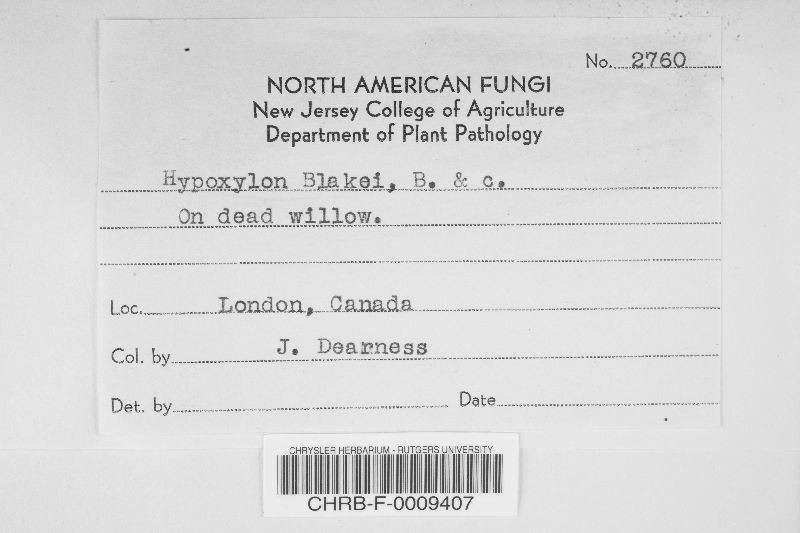 No. 2760
NORTH AMERICAN FUNGI
New Jersey College of Agriculture
Department of Plant Pathology
Hypoxylon Blakei, B. & c.
On dead willow.
Loc. London, Canada
Col. by J. Dearness
Det. by Date
CHRYSLER HERBARIUM - RUTGERS UNIVERSITY
CHRB-F-0009407